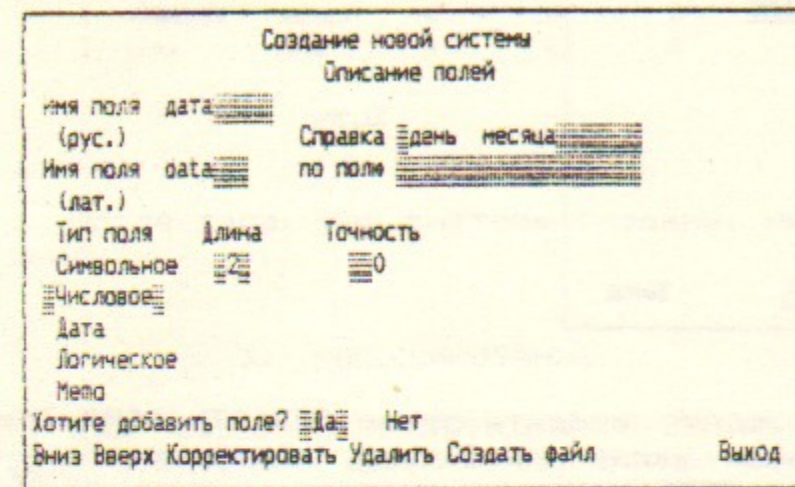 Создание новой системы
Описание полей
Имя поля дата
(рус.) Справка день месяца
Имя поля data по полю
(лат.)
Тип поля Длина Точность
Символьное 2 0
Числовое
Дата
Логическое
Мемо
Хотите добавить поле? Да Нет
Вниз Вверх Корректировать Удалить Создать файл Выход